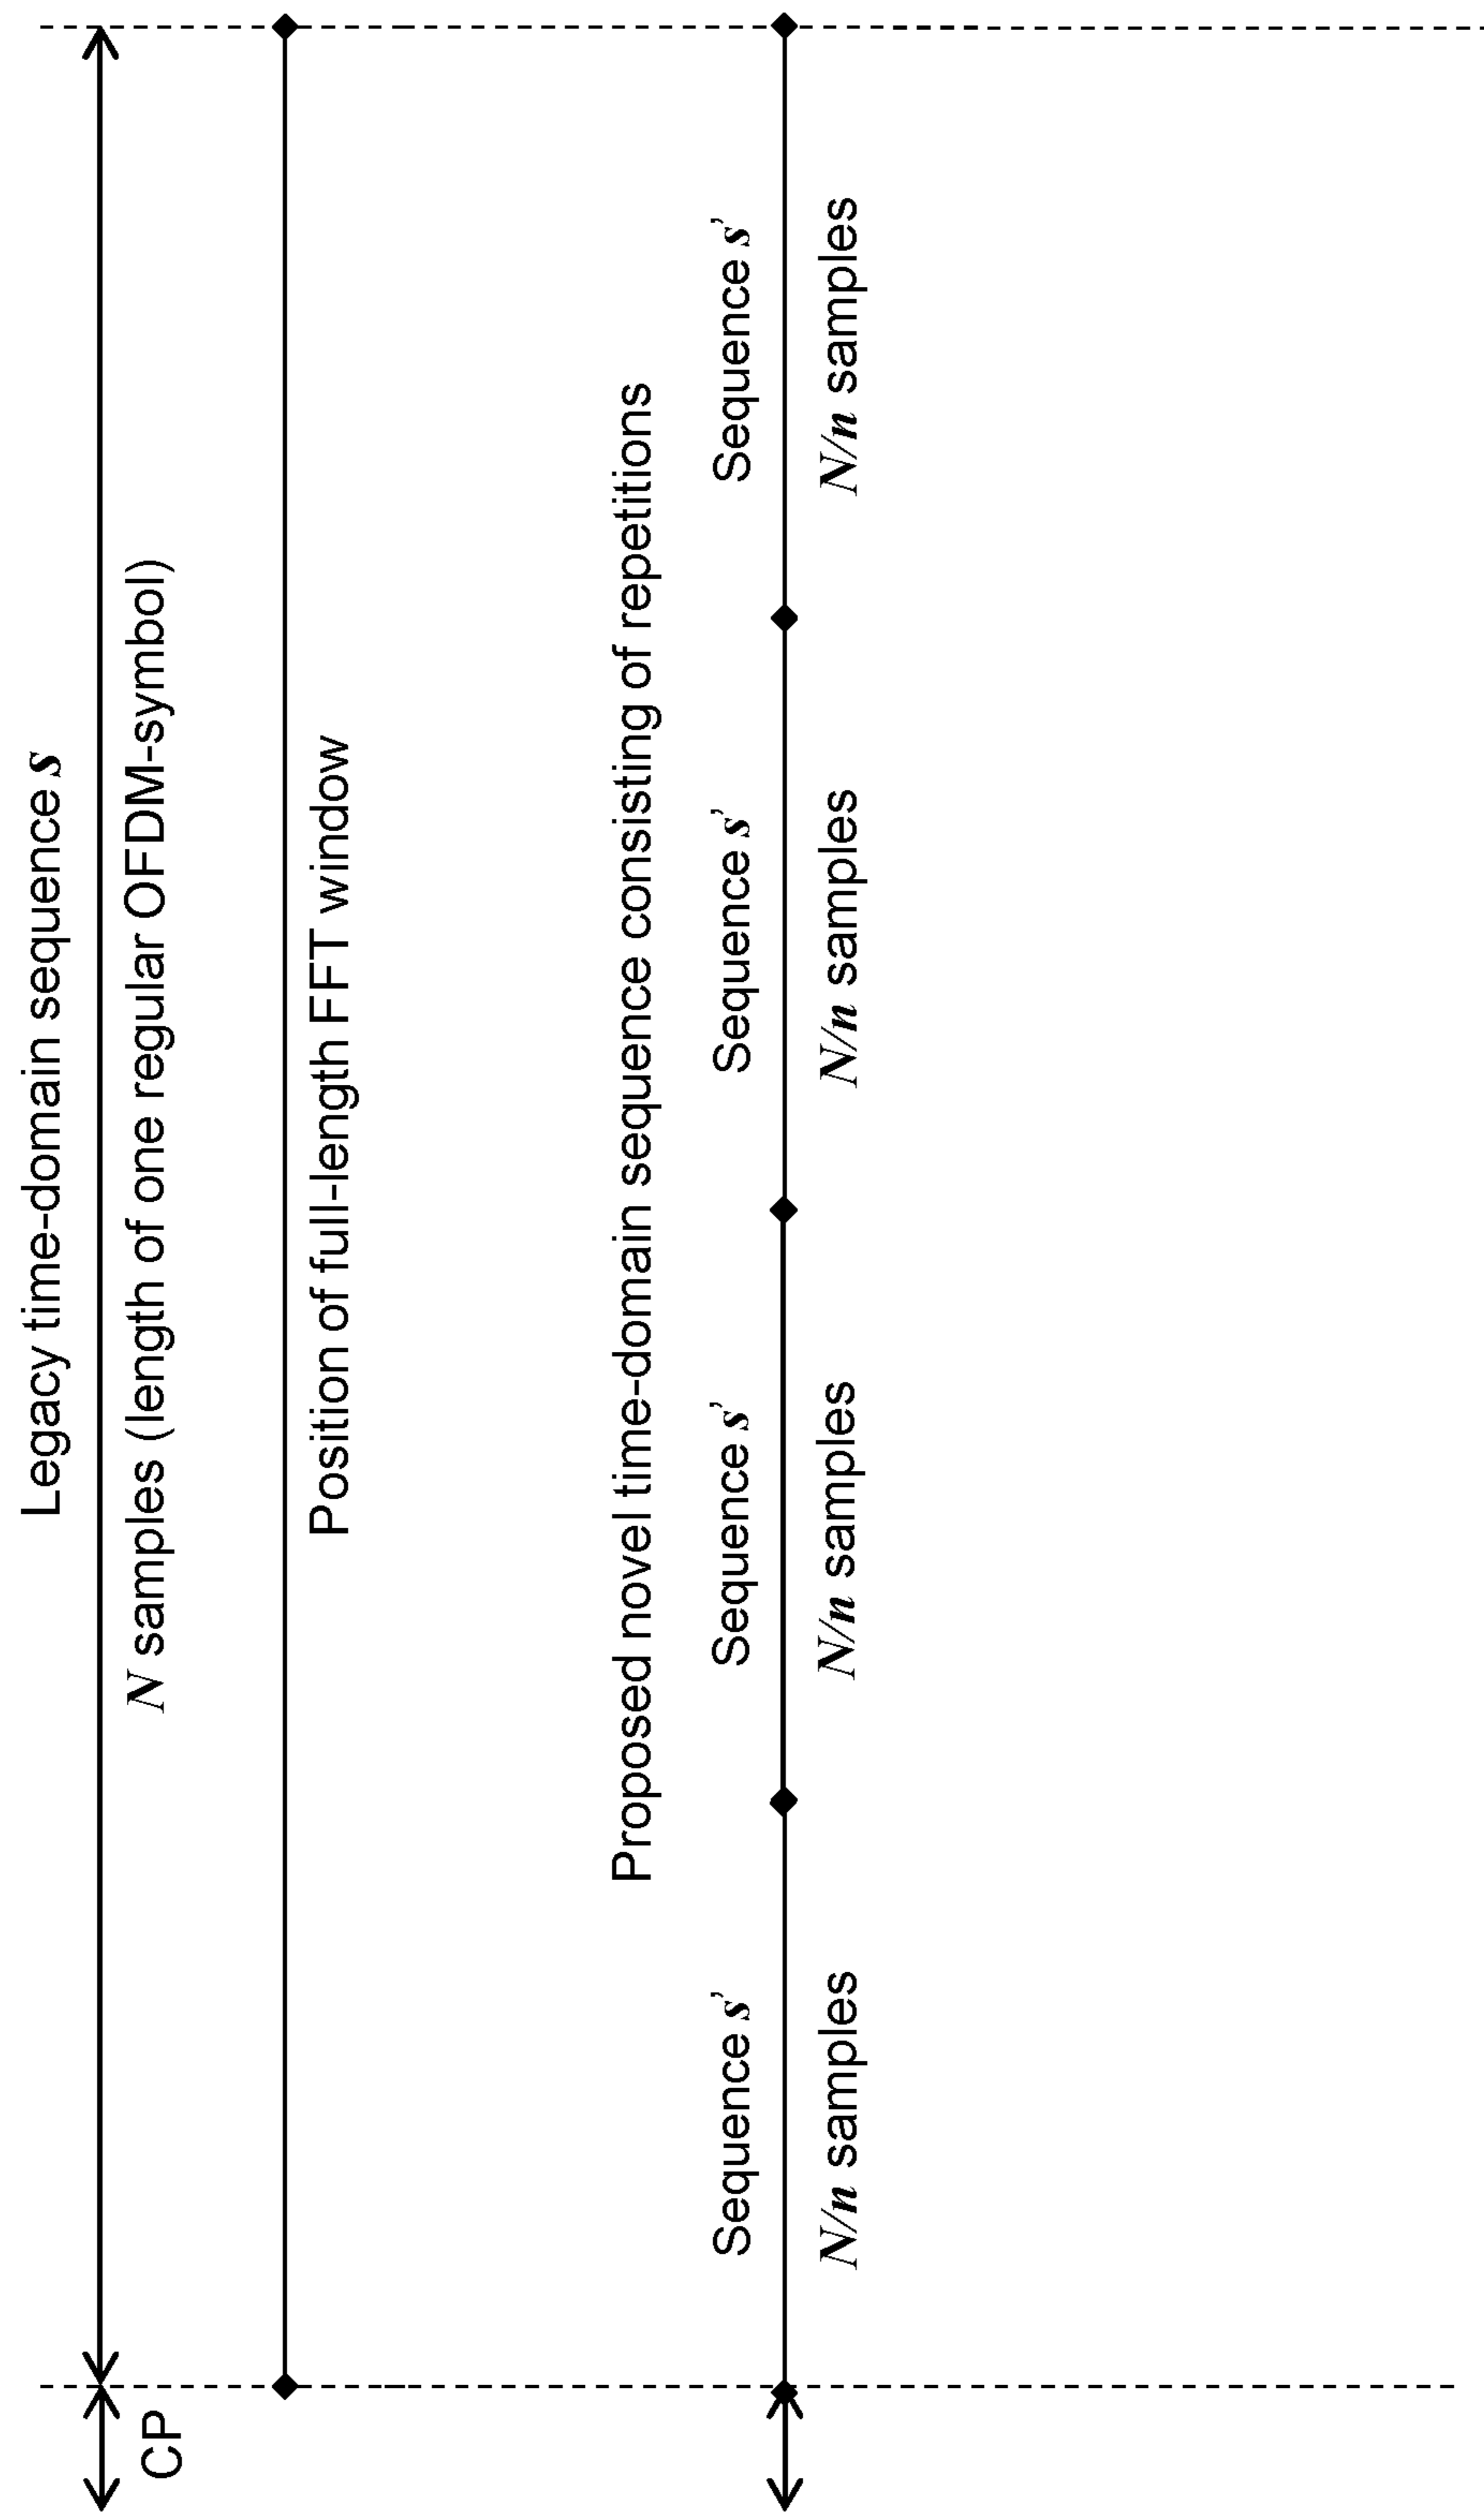 Legacy time-domain sequence s
N samples (length of one regular OFDM-symbol)
CP
Position of full-length FFT window
Proposed novel time-domain sequence consisting of repetitions
Sequence s' Sequence s' Sequence s' Sequence s'
N/n samples N/n samples N/n samples N/n samples